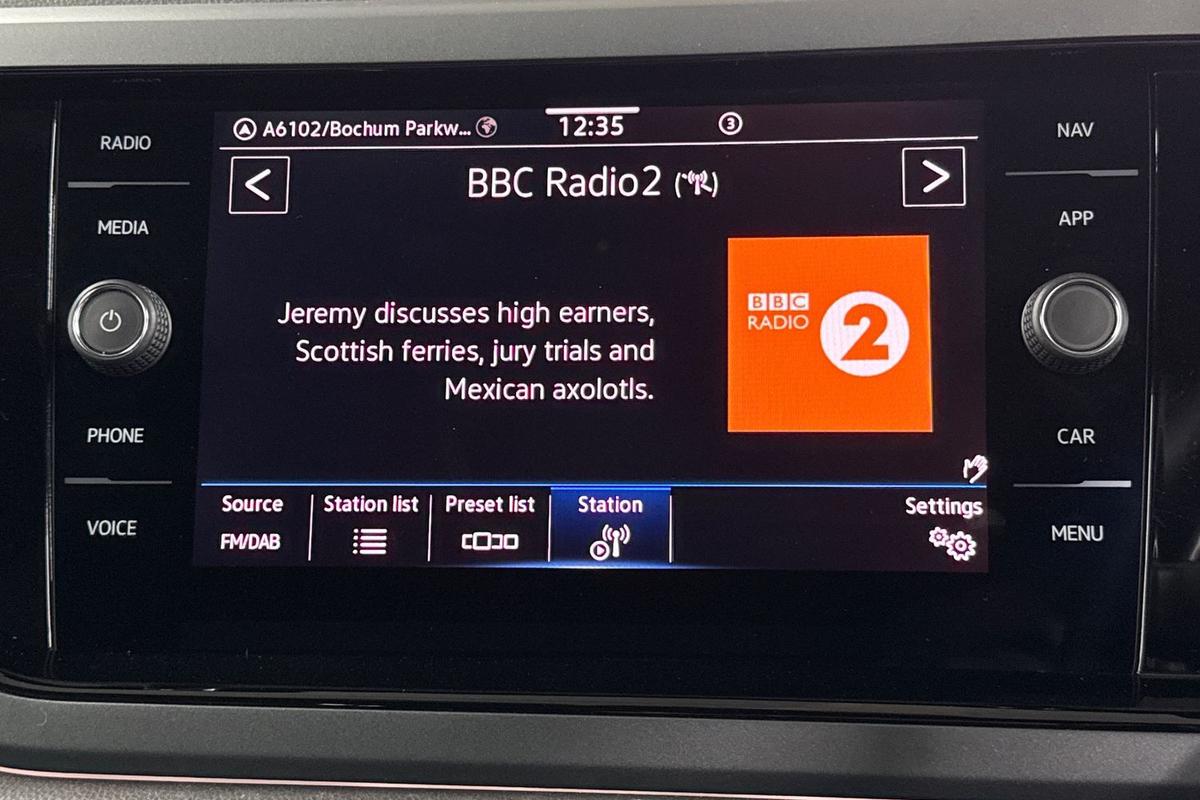 A6102/Bochum Parkw...
12:35
3
RADIO
NAV
BBC Radio2
MEDIA
APP
BBC
RADIO
2
Jeremy discusses high earners,
Scottish ferries, jury trials and
Mexican axolotls.
PHONE
CAR
Source
Station list
Preset list
Station
Settings
FM/DAB
VOICE
MENU